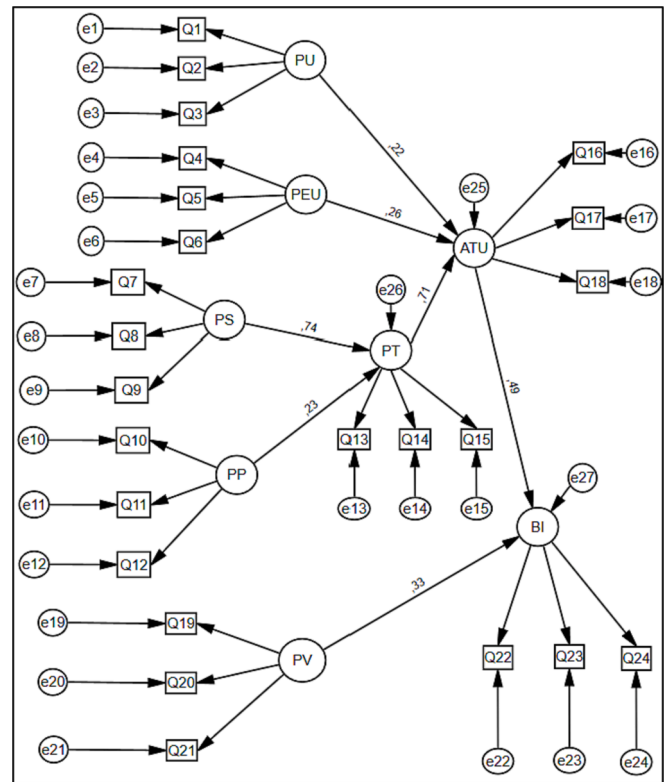 e1 Q1
e2 Q2 PU
e3 Q3
,22
e4 Q4
e5 Q5 PEU
e6 Q6
,26
e25
ATU
Q16 e16
Q17 e17
Q18 e18
e7 Q7
e8 Q8 PS
e9 Q9
,74
e26
PT
,71
,49
e10 Q10
e11 Q11 PP
e12 Q12
,23
Q13 Q14 Q15
e13 e14 e15
e27
BI
,33
e19 Q19
e20 Q20 PV
e21 Q21
Q22 Q23 Q24
e22 e23 e24